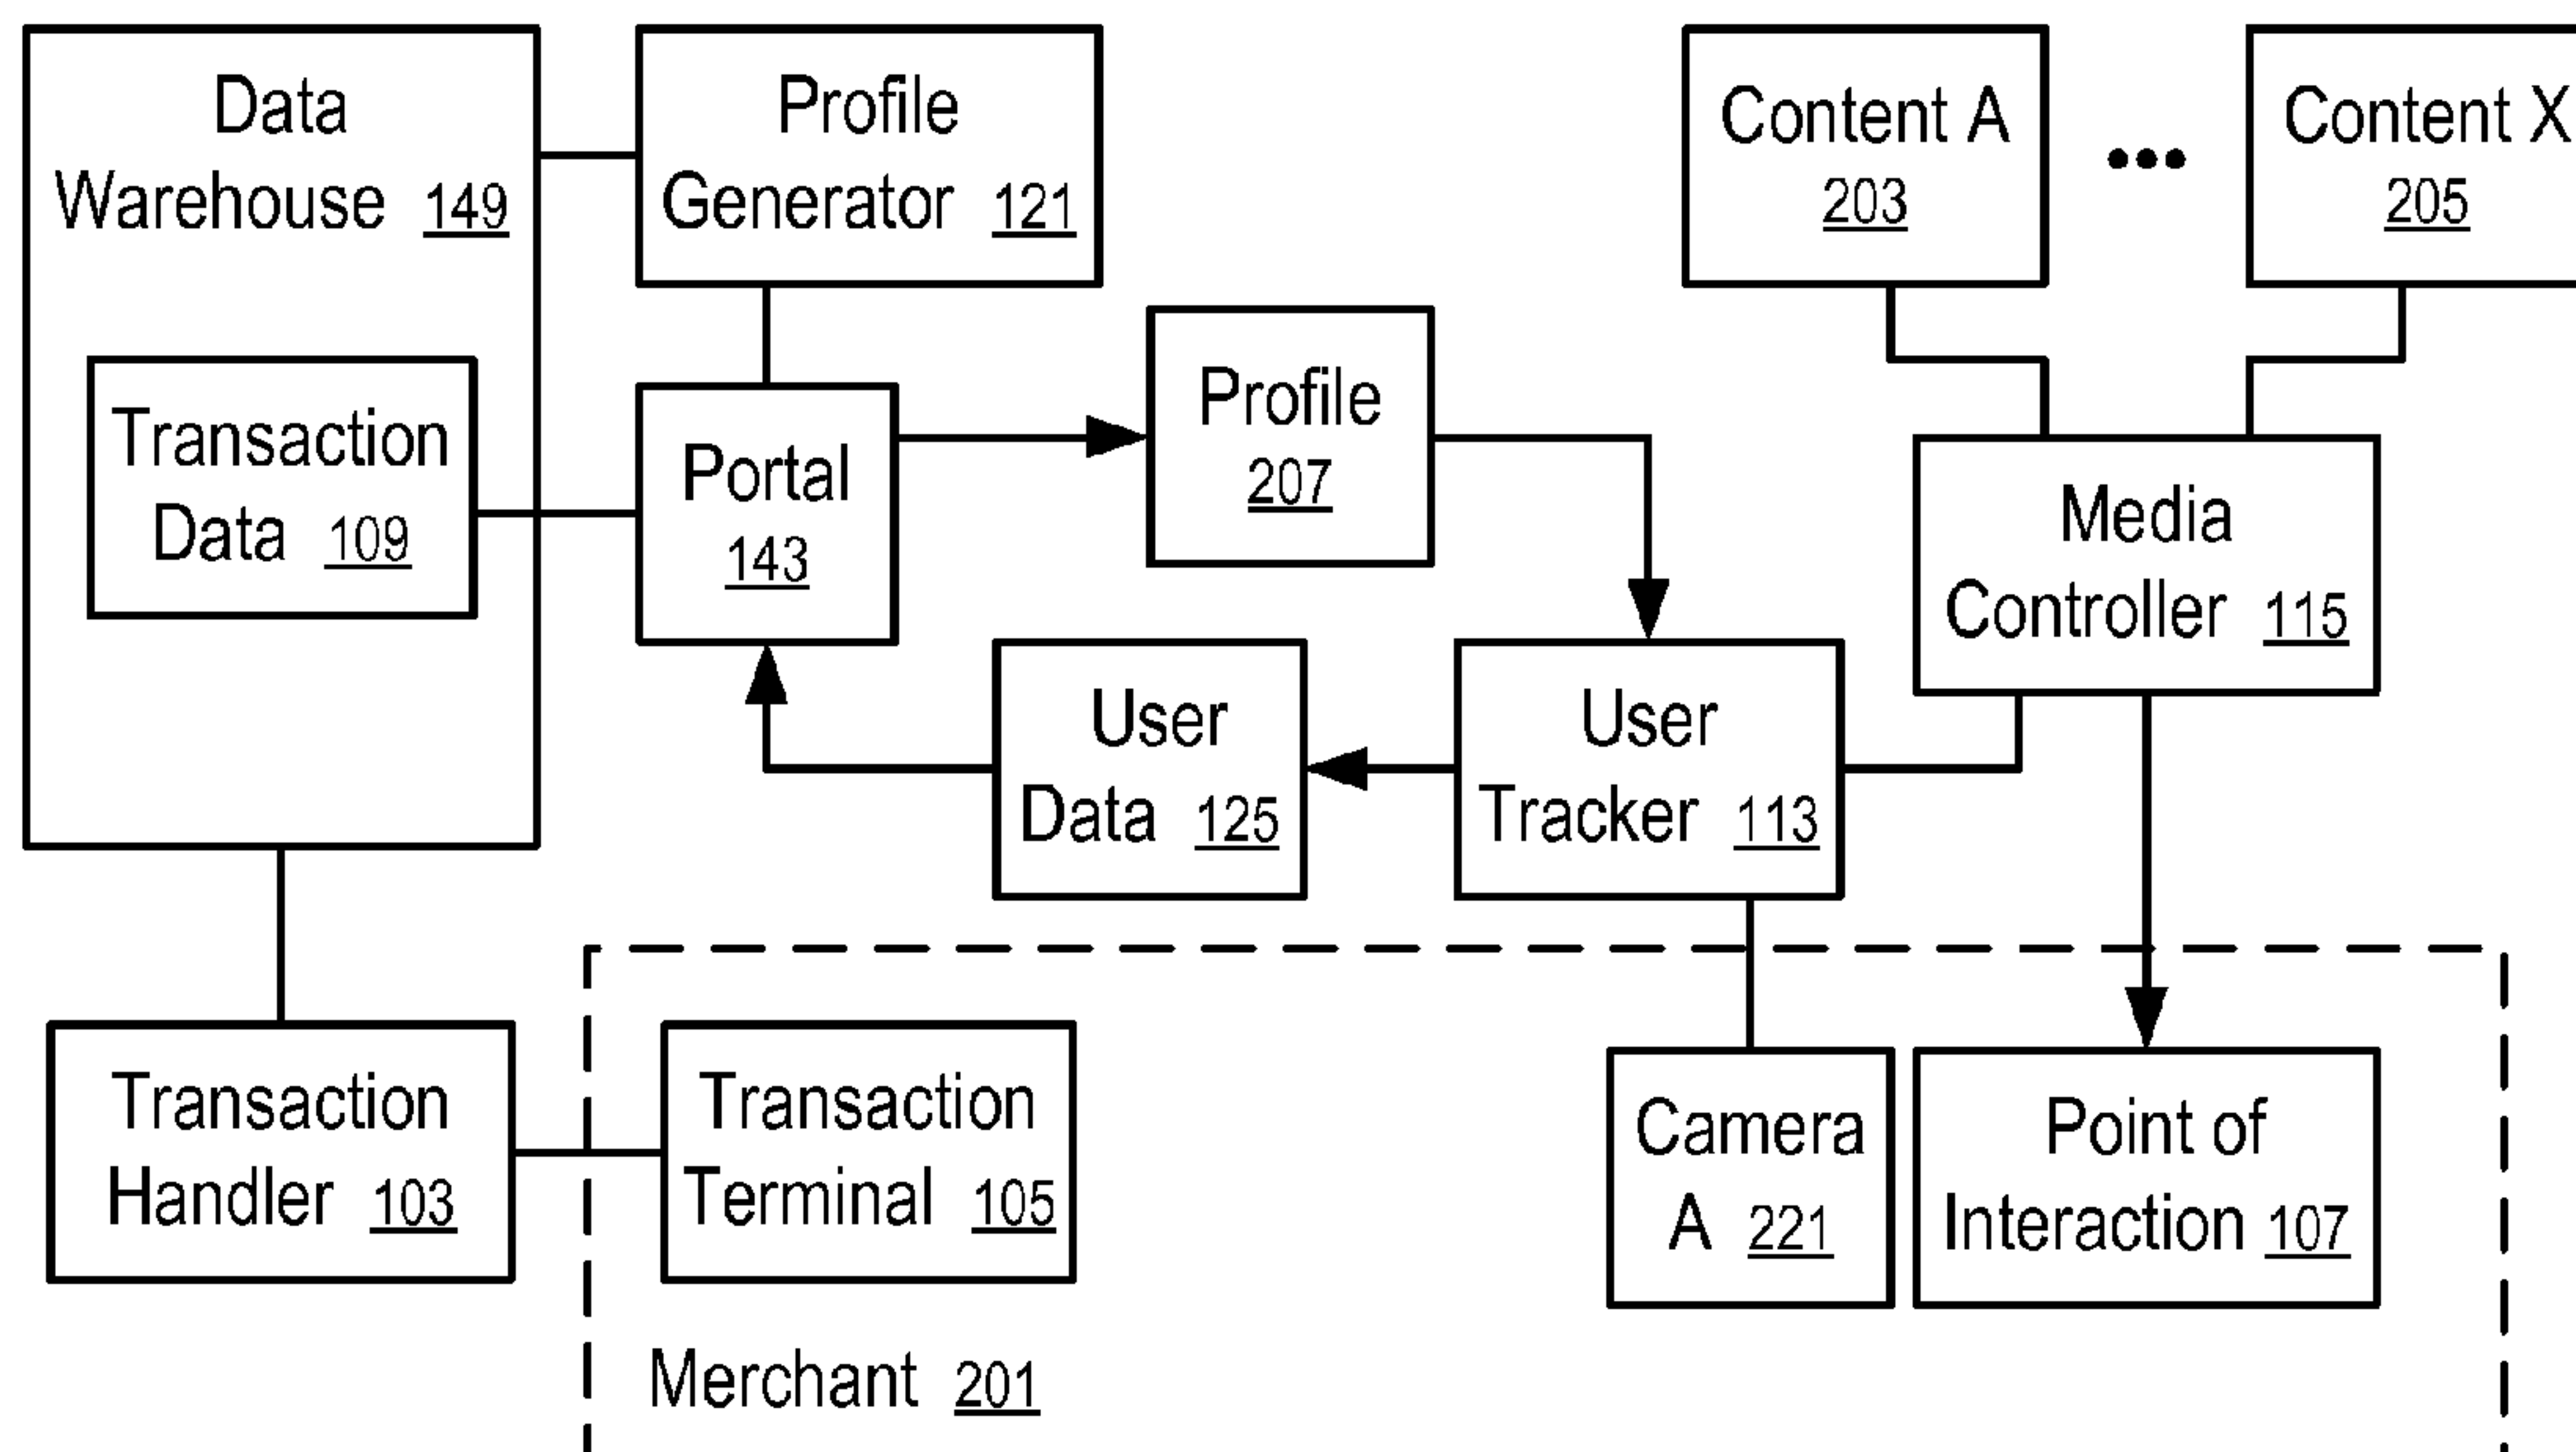 Data
Warehouse 149
Profile
Generator 121
Content A
203
Content X
205
Transaction
Data 109
Portal
143
Profile
207
Media
Controller 115
User
Data 125
User
Tracker 113
Transaction
Handler 103
Transaction
Terminal 105
Camera
A 221
Point of
Interaction 107
Merchant 201